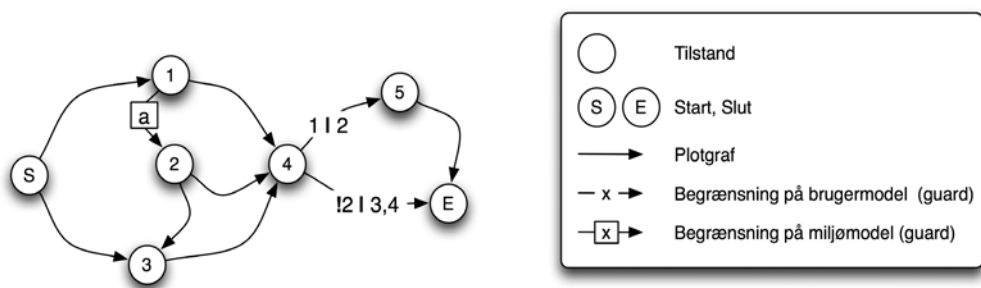 1
a
5
1 | 2
S
2
4
!2 | 3,4
E
3
Tilstand
S E Start, Slut
Plotgraf
x Begrænsning på brugermodel (guard)
x Begrænsning på miljømodel (guard)